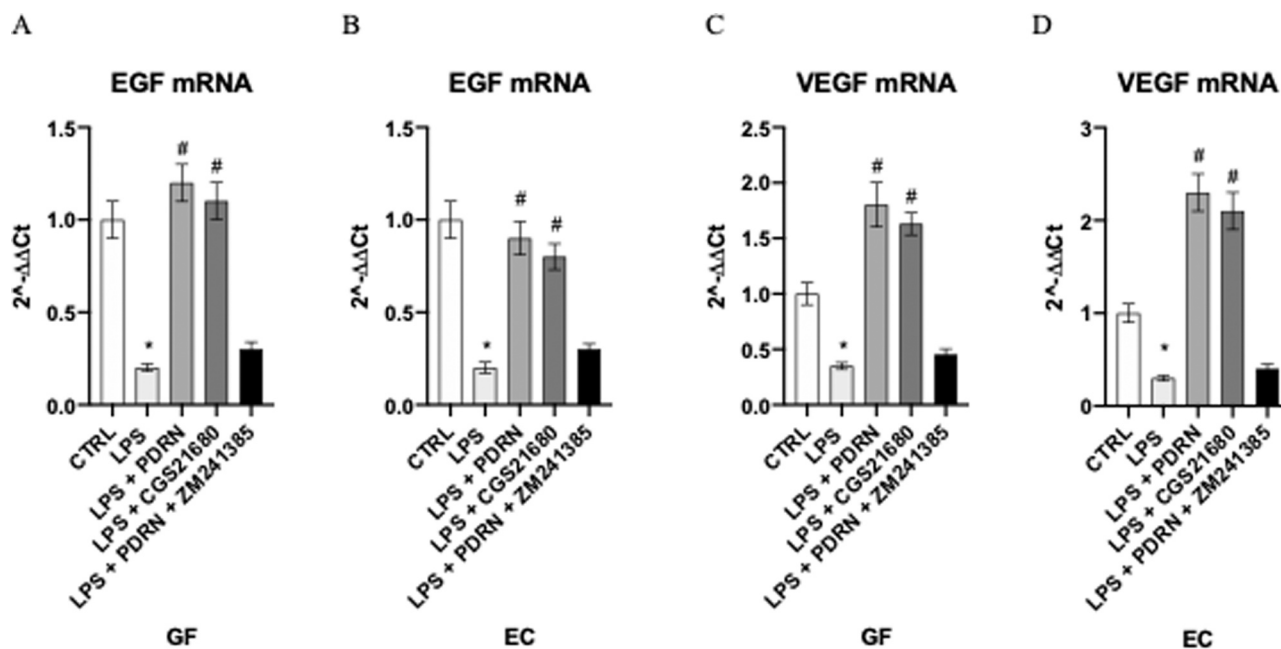 A
EGF mRNA
2^-ΔΔCt
1.5
1.0
0.5
0.0
*
#
#
CTRL
LPS
LPS + PDRN
LPS + CGS21680
LPS + PDRN + ZM241385
GF
B
EGF mRNA
2^-ΔΔCt
1.5
1.0
0.5
0.0
*
#
#
CTRL
LPS
LPS + PDRN
LPS + CGS21680
LPS + PDRN + ZM241385
EC
C
VEGF mRNA
2^-ΔΔCt
2.5
2.0
1.5
1.0
0.5
0.0
*
#
#
CTRL
LPS
LPS + PDRN
LPS + CGS21680
LPS + PDRN + ZM241385
GF
D
VEGF mRNA
2^-ΔΔCt
3
2
1
0
*
#
#
CTRL
LPS
LPS + PDRN
LPS + CGS21680
LPS + PDRN + ZM241385
EC